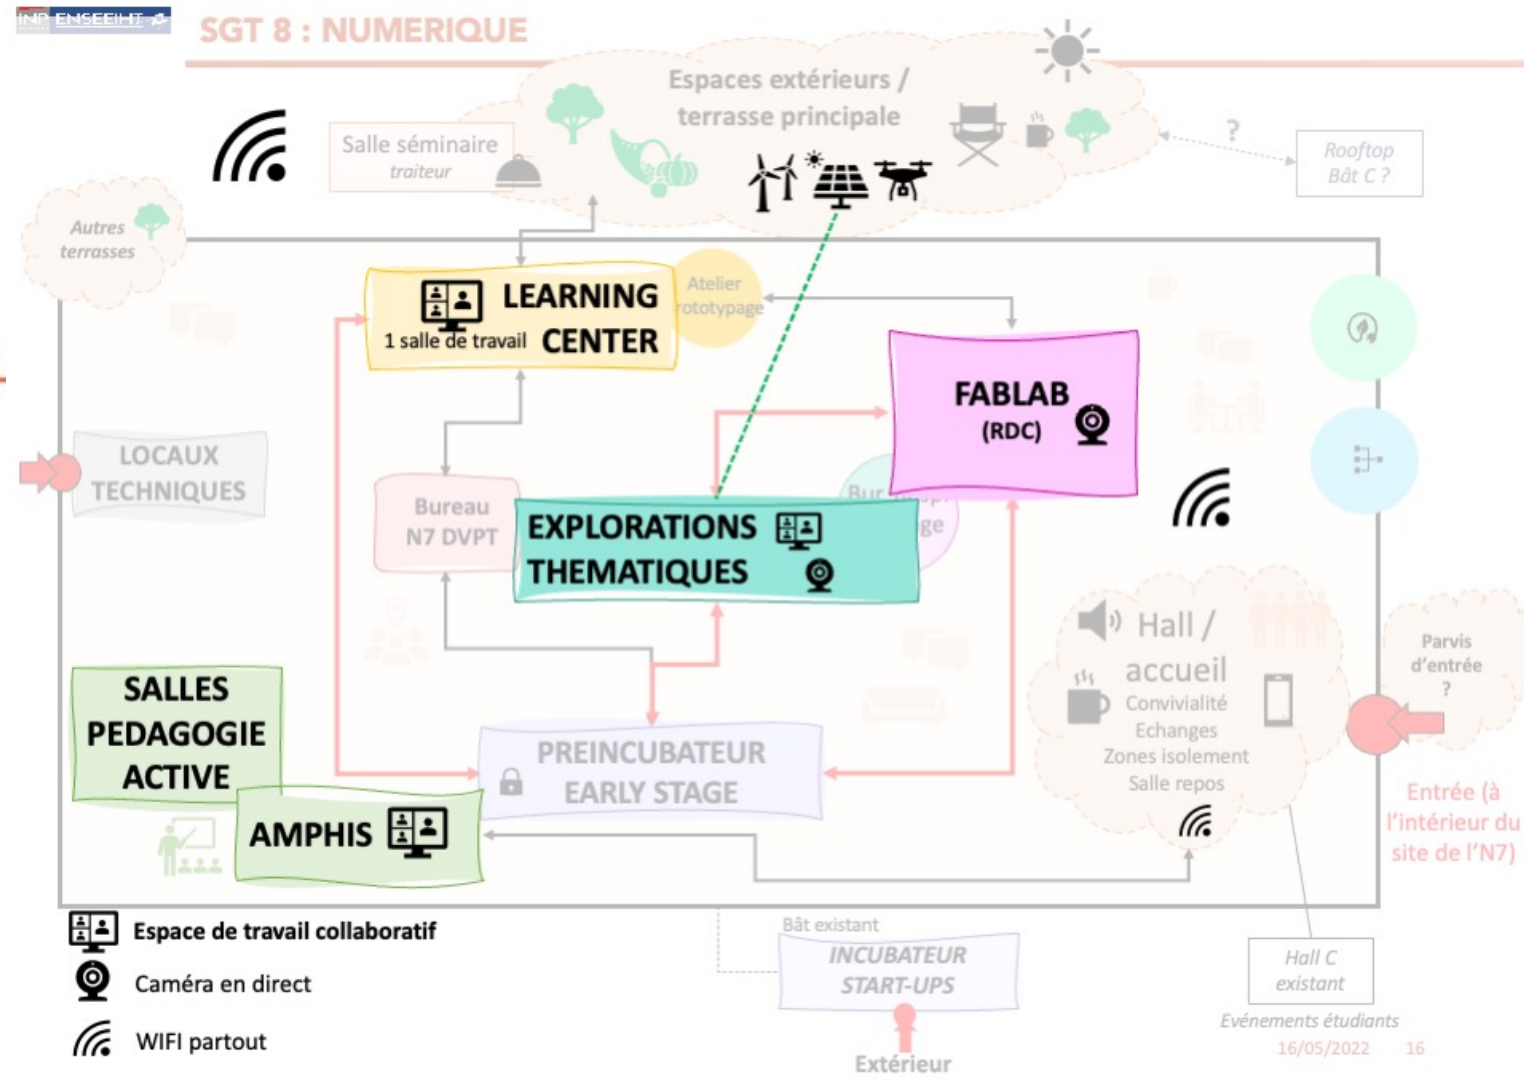 INP ENSEEIHT
SGT 8 : NUMERIQUE
Espaces extérieurs /
terrasse principale
Salle séminaire
traiteur
?
Rooftop
Bât C ?
Autres
terrasses
LEARNING
1 salle de travail CENTER
Atelier
rototypage
FABLAB
(RDC)
LOCAUX
TECHNIQUES
Bureau
N7 DVPT
Bur
ge
EXPLORATIONS
THEMATIQUES
Hall /
accueil
Convivialité
Echanges
Zones isolement
Salle repos
Parvis
d'entrée
?
SALLES
PEDAGOGIE
ACTIVE
AMPHIS
PREINCUBATEUR
EARLY STAGE
Entrée (à
l'intérieur du
site de l'N7)
Espace de travail collaboratif
Caméra en direct
WIFI partout
Bât existant
INCUBATEUR
START-UPS
Extérieur
Hall C
existant
Evénements étudiants
16/05/2022 16